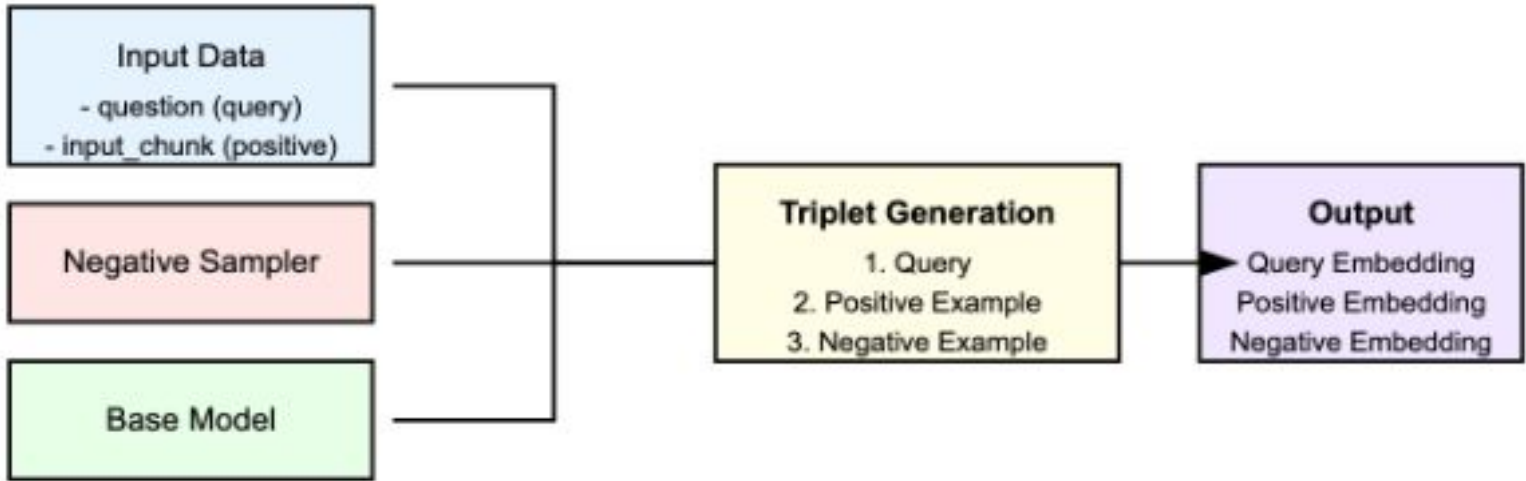 Input Data
- question (query)
- input_chunk (positive)
Negative Sampler
Base Model
Triplet Generation
1. Query
2. Positive Example
3. Negative Example
Output
Query Embedding
Positive Embedding
Negative Embedding